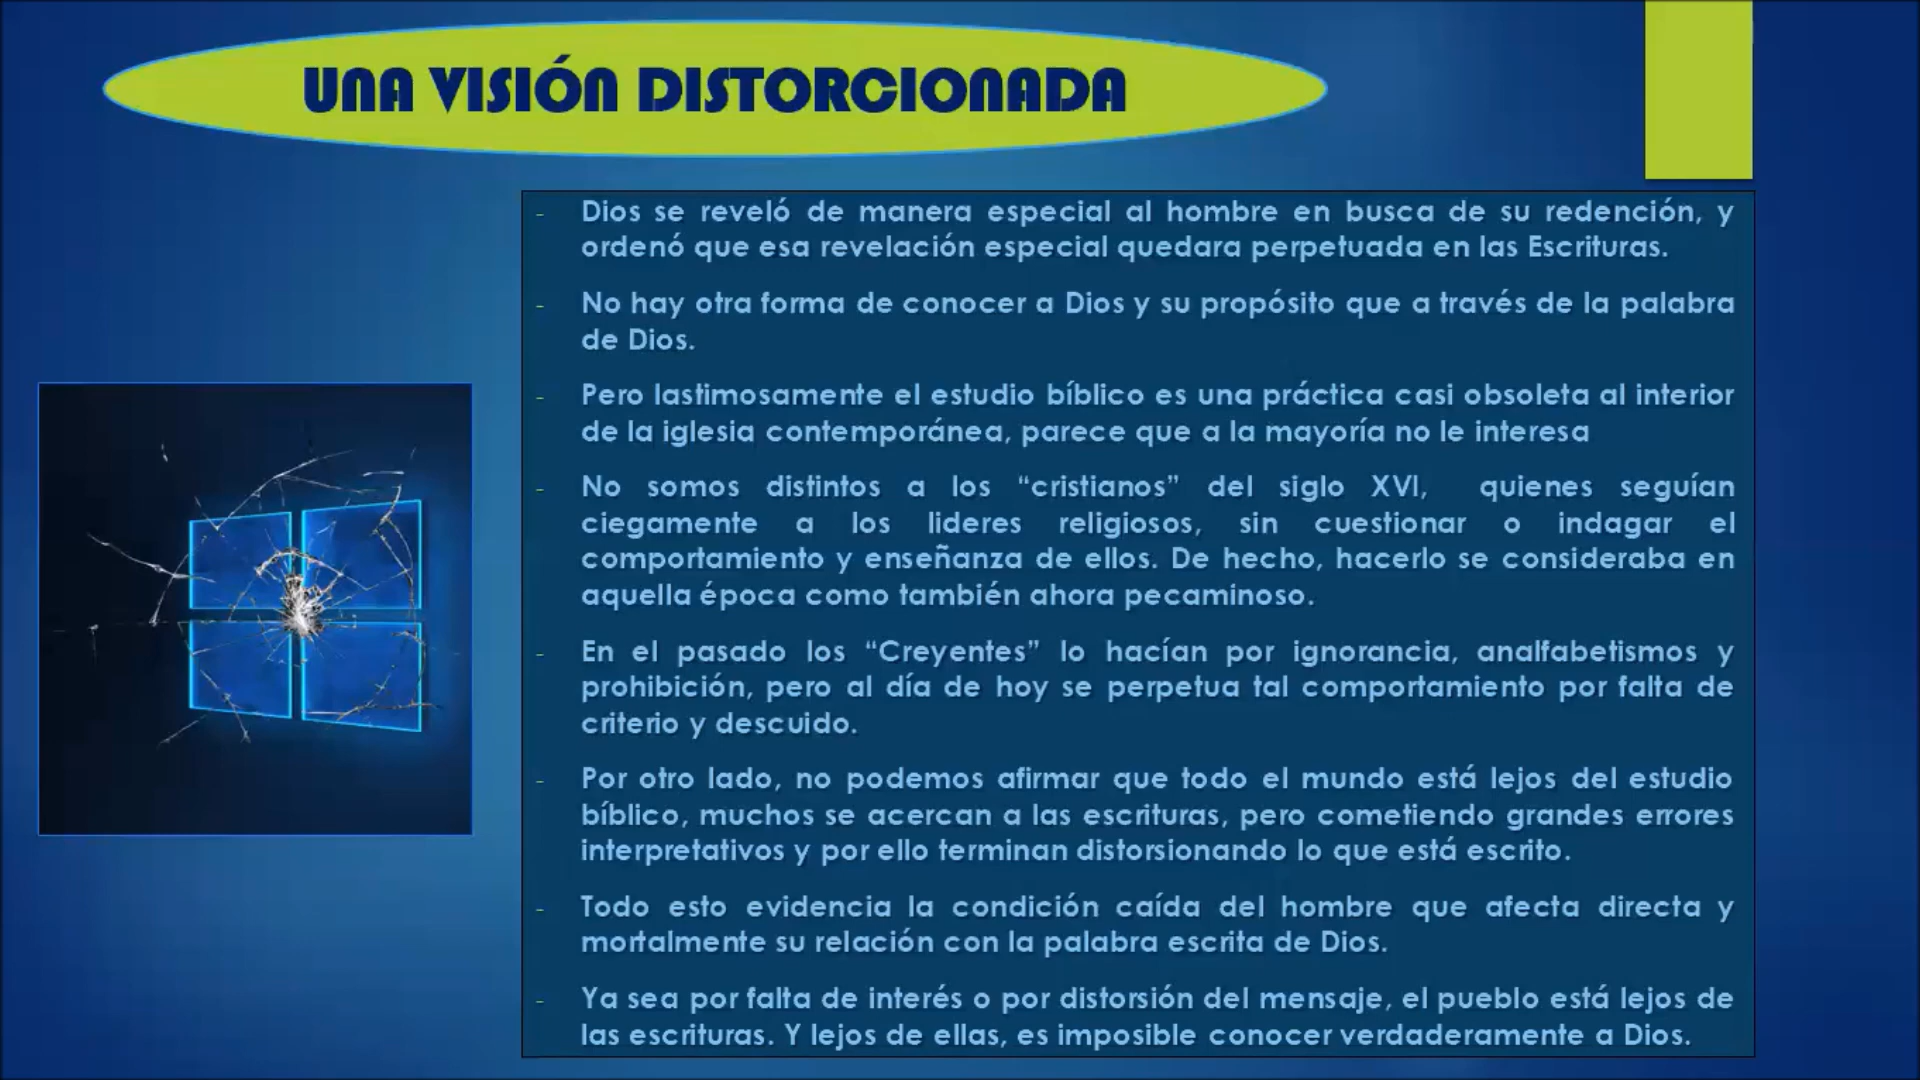 UNA VISIÓN DISTORCIONADA
- Dios se reveló de manera especial al hombre en busca de su redención, y
ordenó que esa revelación especial quedara perpetuada en las Escrituras.
- No hay otra forma de conocer a Dios y su propósito que a través de la palabra
de Dios.
- Pero lastimosamente el estudio bíblico es una práctica casi obsoleta al interior
de la iglesia contemporánea, parece que a la mayoría no le interesa
- No somos distintos a los “cristianos” del siglo XVI, quienes seguían
ciegamente a los lideres religiosos, sin cuestionar o indagar el
comportamiento y enseñanza de ellos. De hecho, hacerlo se consideraba en
aquella época como también ahora pecaminoso.
- En el pasado los “Creyentes” lo hacían por ignorancia, analfabetismos y
prohibición, pero al día de hoy se perpetua tal comportamiento por falta de
criterio y descuido.
- Por otro lado, no podemos afirmar que todo el mundo está lejos del estudio
bíblico, muchos se acercan a las escrituras, pero cometiendo grandes errores
interpretativos y por ello terminan distorsionando lo que está escrito.
- Todo esto evidencia la condición caída del hombre que afecta directa y
mortalmente su relación con la palabra escrita de Dios.
- Ya sea por falta de interés o por distorsión del mensaje, el pueblo está lejos de
las escrituras. Y lejos de ellas, es imposible conocer verdaderamente a Dios.